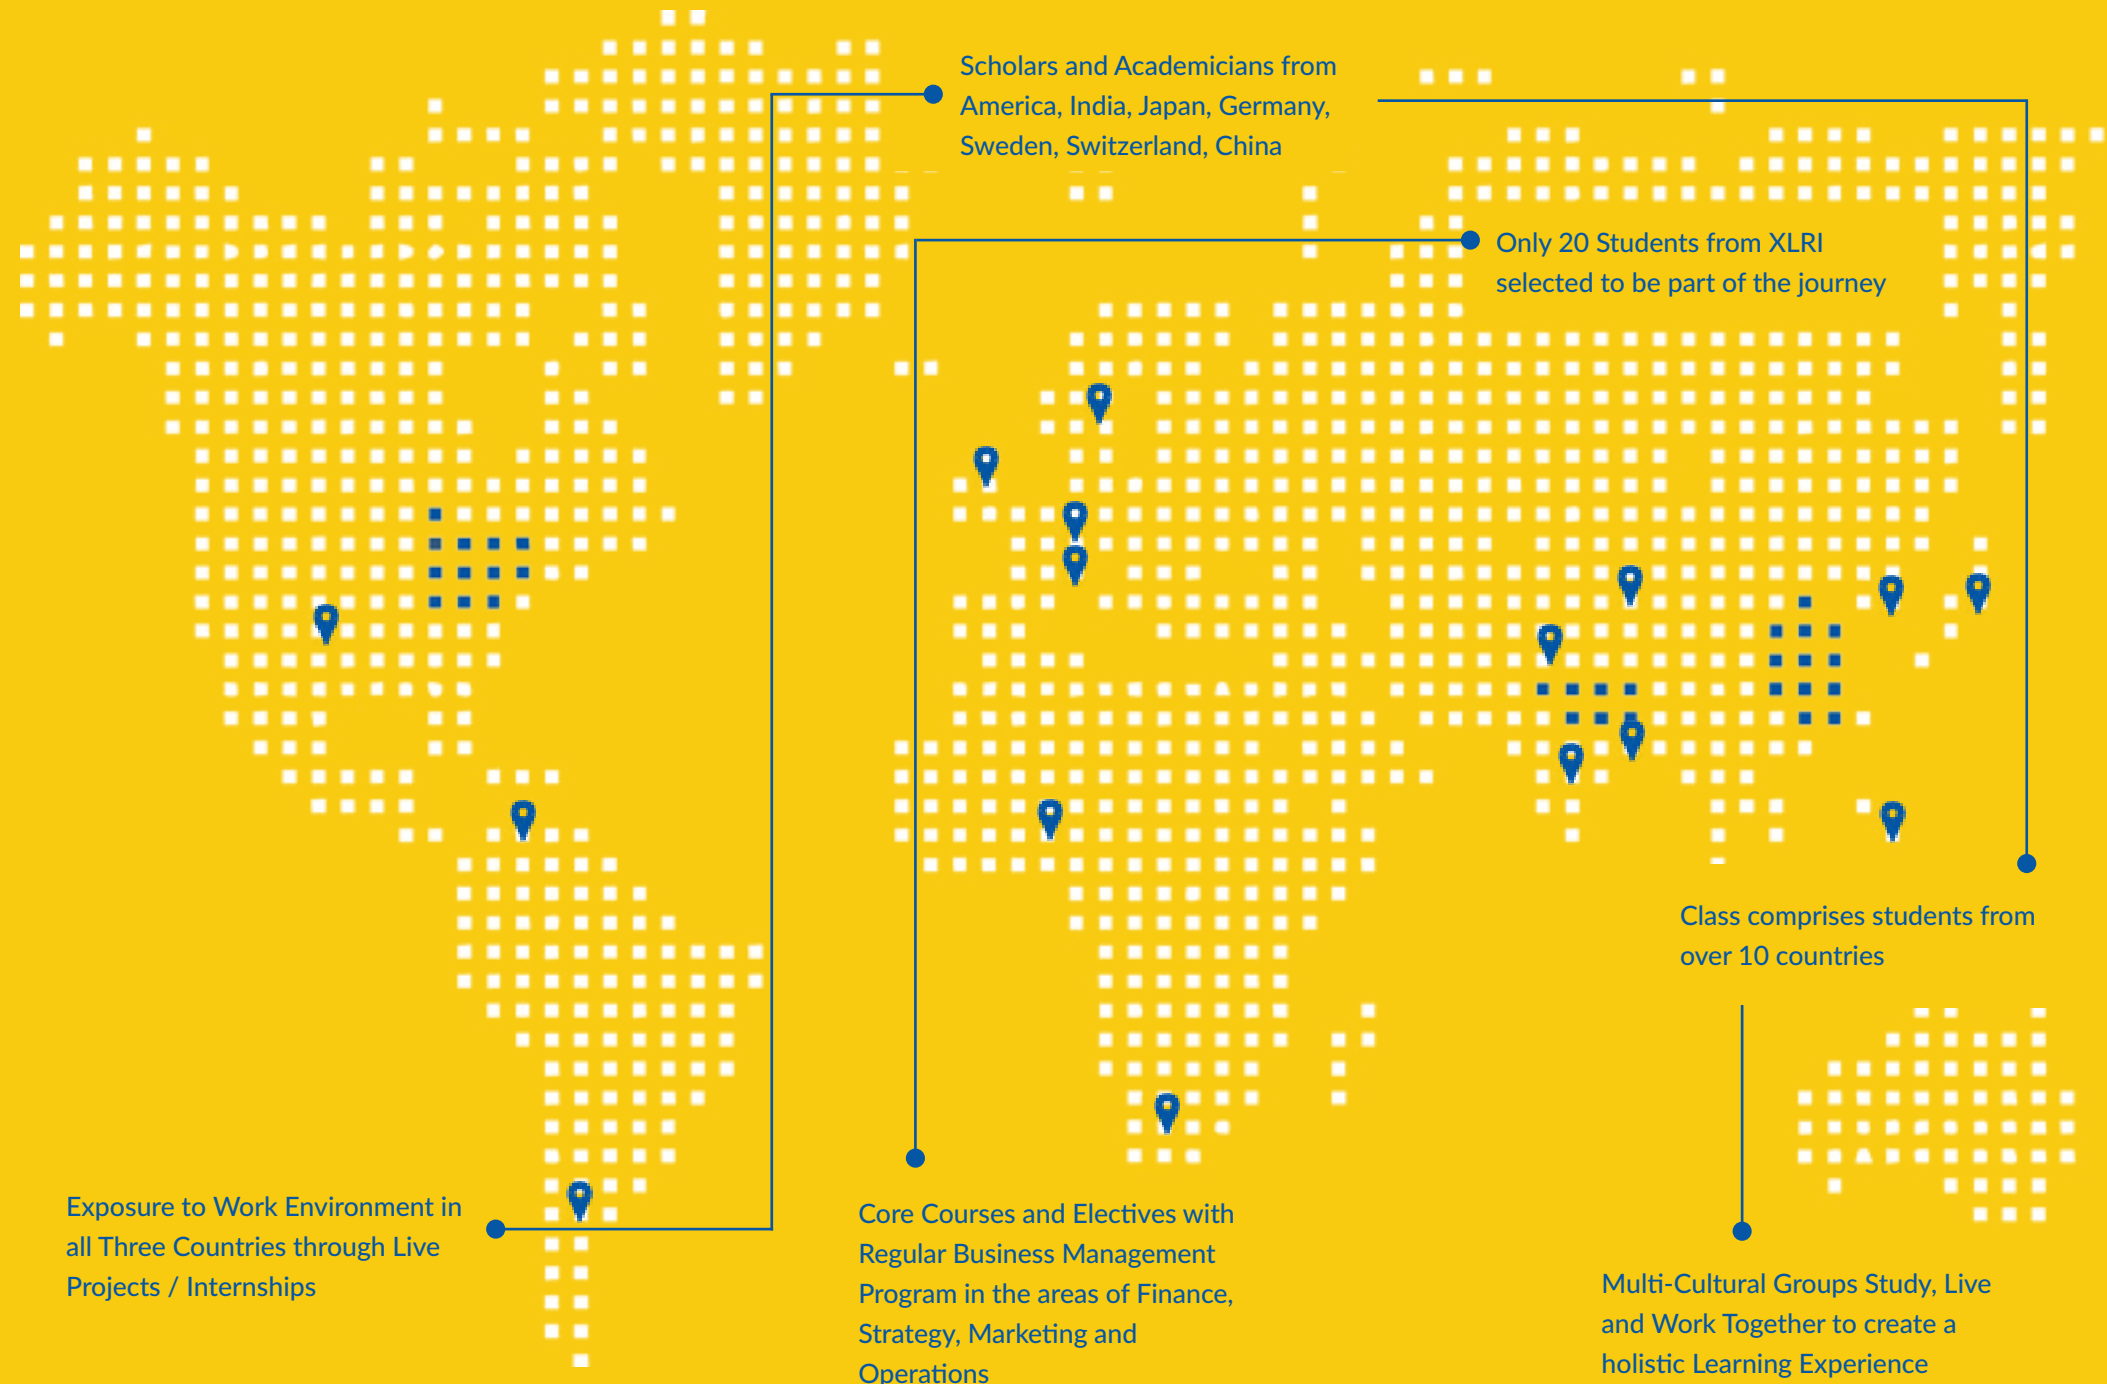 Scholars and Academicians from
America, India, Japan, Germany,
Sweden, Switzerland, China
Only 20 Students from XLRI
selected to be part of the journey
Class comprises students from
over 10 countries
Exposure to Work Environment in
all Three Countries through Live
Projects / Internships
Core Courses and Electives with
Regular Business Management
Program in the areas of Finance,
Strategy, Marketing and
Operations
Multi-Cultural Groups Study, Live
and Work Together to create a
holistic Learning Experience